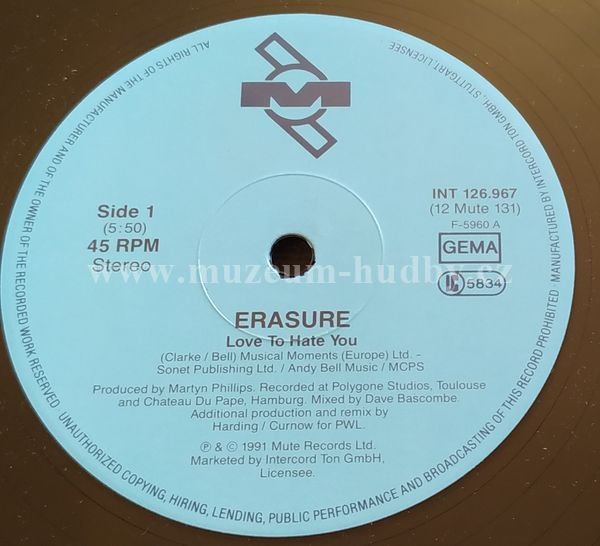 M
Side 1
(5:50)
45 RPM
Stereo
INT 126.967
(12 Mute 131)
F-5960 A
GEMA
LC 5834
www.muzeum-hudby.cz
ERASURE
Love To Hate You
(Clarke / Bell) Musical Moments (Europe) Ltd. -
Sonet Publishing Ltd. / Andy Bell Music / MCPS
Produced by Martyn Phillips. Recorded at Polygone Studios, Toulouse
and Chateau Du Pape, Hamburg. Mixed by Dave Bascombe.
Additional production and remix by
Harding / Curnow for PWL.
℗ & © 1991 Mute Records Ltd.
Marketed by Intercord Ton GmbH,
Licensee.
ALL RIGHTS OF THE MANUFACTURER AND OF THE OWNER OF THE RECORDED WORK RESERVED. UNAUTHORIZED COPYING, HIRING, LENDING, PUBLIC PERFORMANCE AND BROADCASTING OF THIS RECORD PROHIBITED · MANUFACTURED BY INTERCORD TON GMBH, STUTTGART, LICENSEE